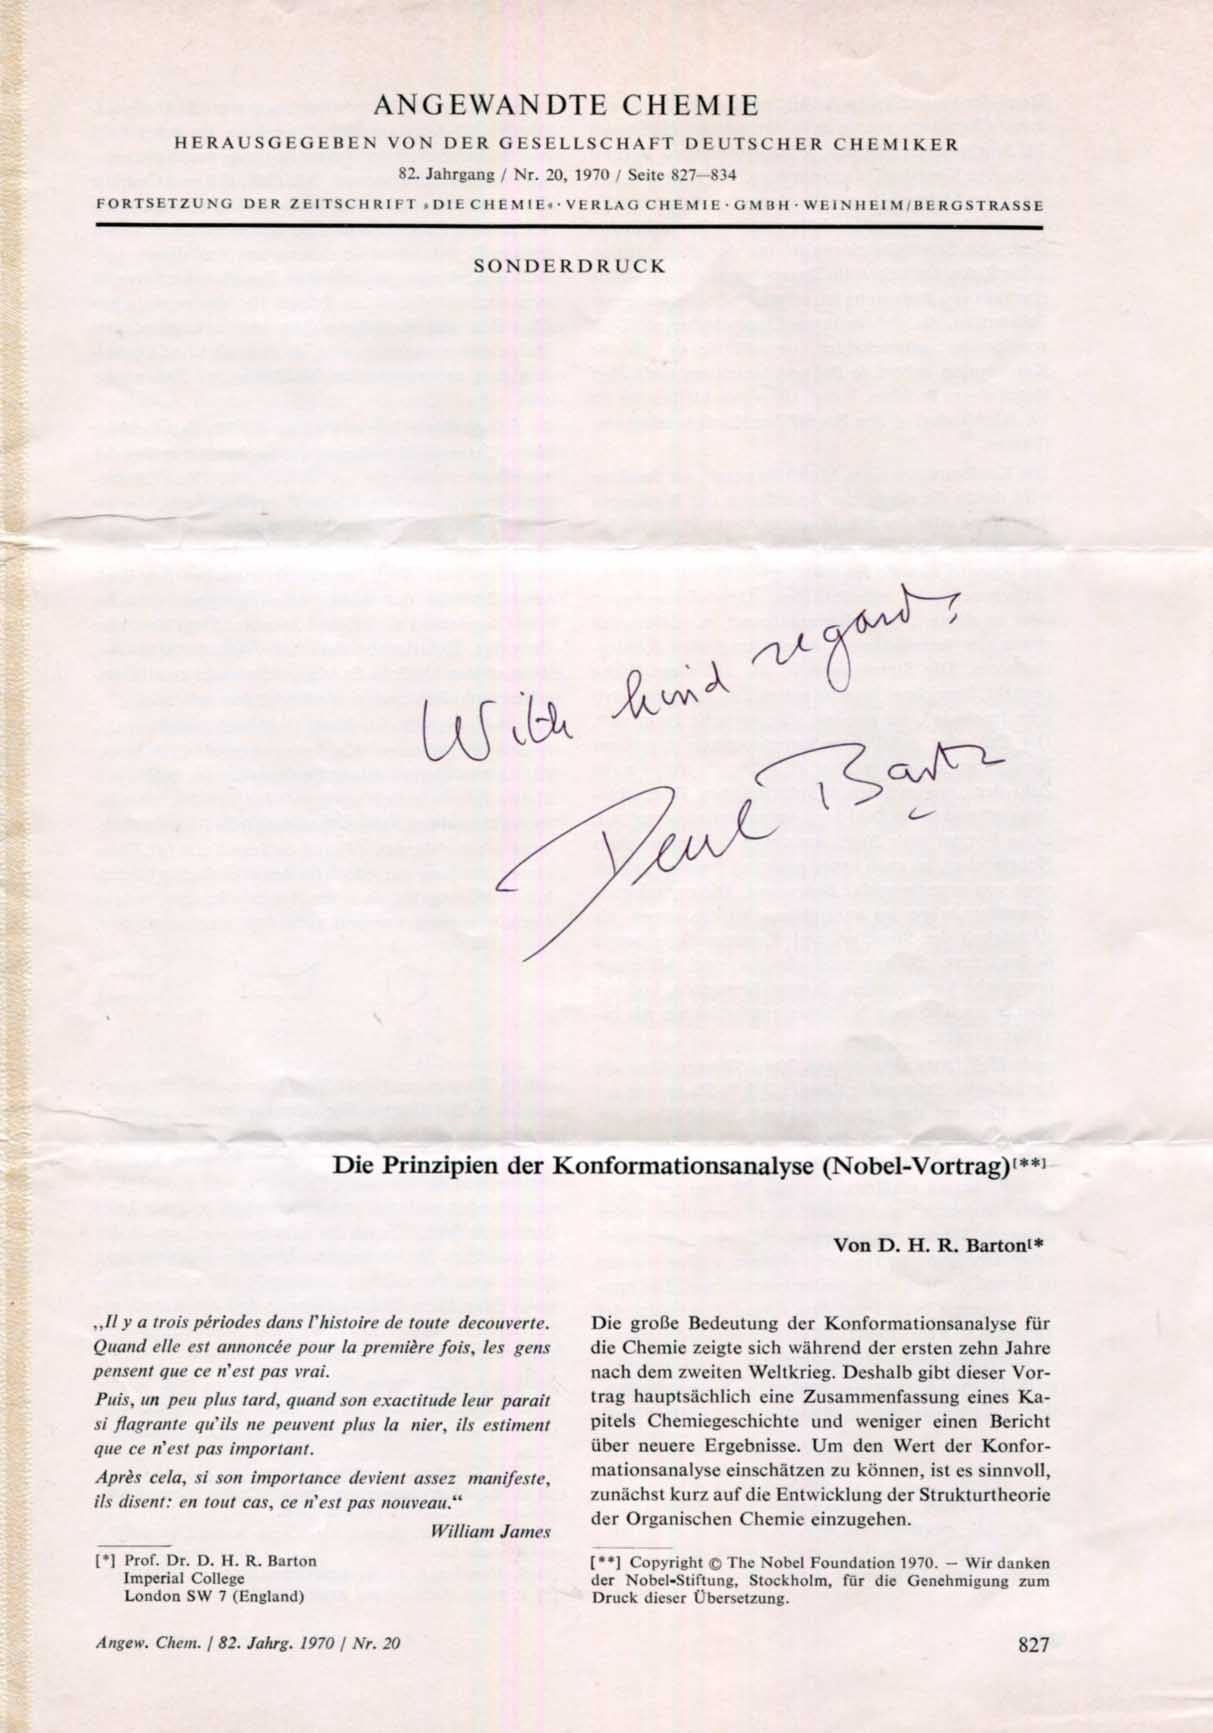 ANGEWANDTE CHEMIE
HERAUSGEGEBEN VON DER GESELLSCHAFT DEUTSCHER CHEMIKER
82. Jahrgang / Nr. 20, 1970 / Seite 827—834
FORTSETZUNG DER ZEITSCHRIFT »DIE CHEMIE« · VERLAG CHEMIE · GMBH · WEINHEIM/BERGSTRASSE
SONDERDRUCK
With kind regards
Derek Barton
Die Prinzipien der Konformationsanalyse (Nobel-Vortrag)[**]
Von D. H. R. Barton[*
„Il y a trois périodes dans l'histoire de toute decouverte.
Quand elle est annoncée pour la première fois, les gens
pensent que ce n'est pas vrai.
Puis, un peu plus tard, quand son exactitude leur parait
si flagrante qu'ils ne peuvent plus la nier, ils estiment
que ce n'est pas important.
Après cela, si son importance devient assez manifeste,
ils disent: en tout cas, ce n'est pas nouveau.“
William James
[*] Prof. Dr. D. H. R. Barton
Imperial College
London SW 7 (England)
Die große Bedeutung der Konformationsanalyse für
die Chemie zeigte sich während der ersten zehn Jahre
nach dem zweiten Weltkrieg. Deshalb gibt dieser Vor-
trag hauptsächlich eine Zusammenfassung eines Ka-
pitels Chemiegeschichte und weniger einen Bericht
über neuere Ergebnisse. Um den Wert der Konfor-
mationsanalyse einschätzen zu können, ist es sinnvoll,
zunächst kurz auf die Entwicklung der Strukturtheorie
der Organischen Chemie einzugehen.
[**] Copyright © The Nobel Foundation 1970. — Wir danken
der Nobel-Stiftung, Stockholm, für die Genehmigung zum
Druck dieser Übersetzung.
Angew. Chem. / 82. Jahrg. 1970 / Nr. 20
827